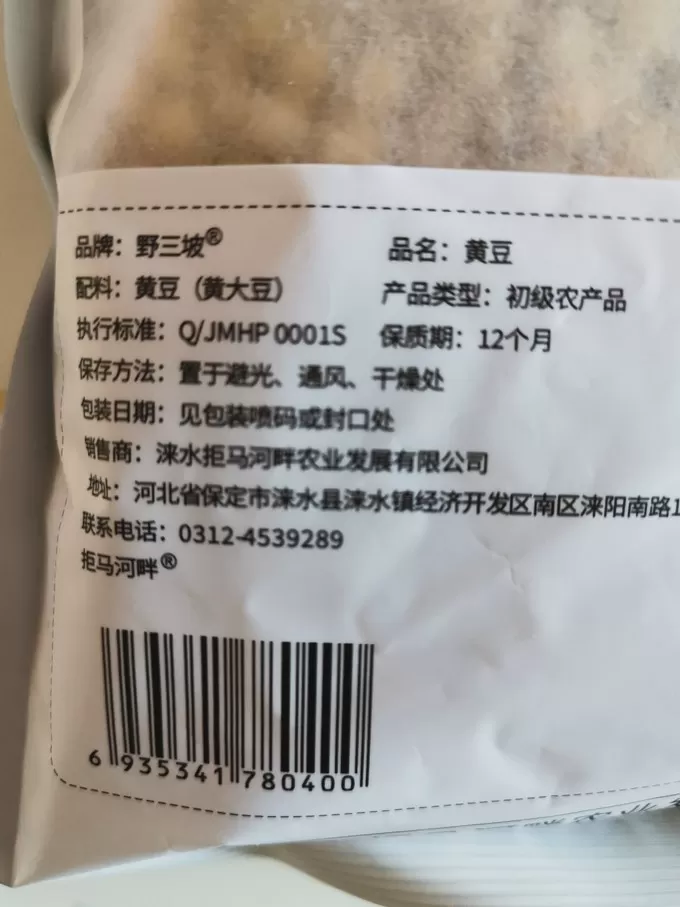 品牌：野三坡® 品名：黄豆
配料：黄豆（黄大豆） 产品类型：初级农产品
执行标准：Q/JMHP 0001S 保质期：12个月
保存方法：置于避光、通风、干燥处
包装日期：见包装喷码或封口处
销售商：涞水拒马河畔农业发展有限公司
地址：河北省保定市涞水县涞水镇经济开发区南区涞阳南路1
联系电话：0312-4539289
拒马河畔®
6 935341 780400